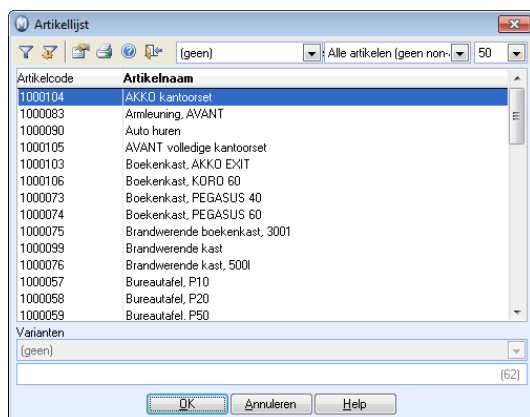 Artikellijst
(geen) Alle artikelen (geen non-. 50
Artikelcode Artikelnaam
1000104 AKKO kantoorset
1000083 Armleuning, AVANT
1000090 Auto huren
1000105 AVANT volledige kantoorset
1000103 Boekenkast, AKKO EXIT
1000106 Boekenkast, KORO 60
1000073 Boekenkast, PEGASUS 40
1000074 Boekenkast, PEGASUS 60
1000075 Brandwerende boekenkast, 3001
1000099 Brandwerende kast
1000076 Brandwerende kast, 500l
1000057 Bureautafel, P10
1000058 Bureautafel, P20
1000059 Bureautafel, P50
Varianten
(geen)
(62)
OK Annuleren Help